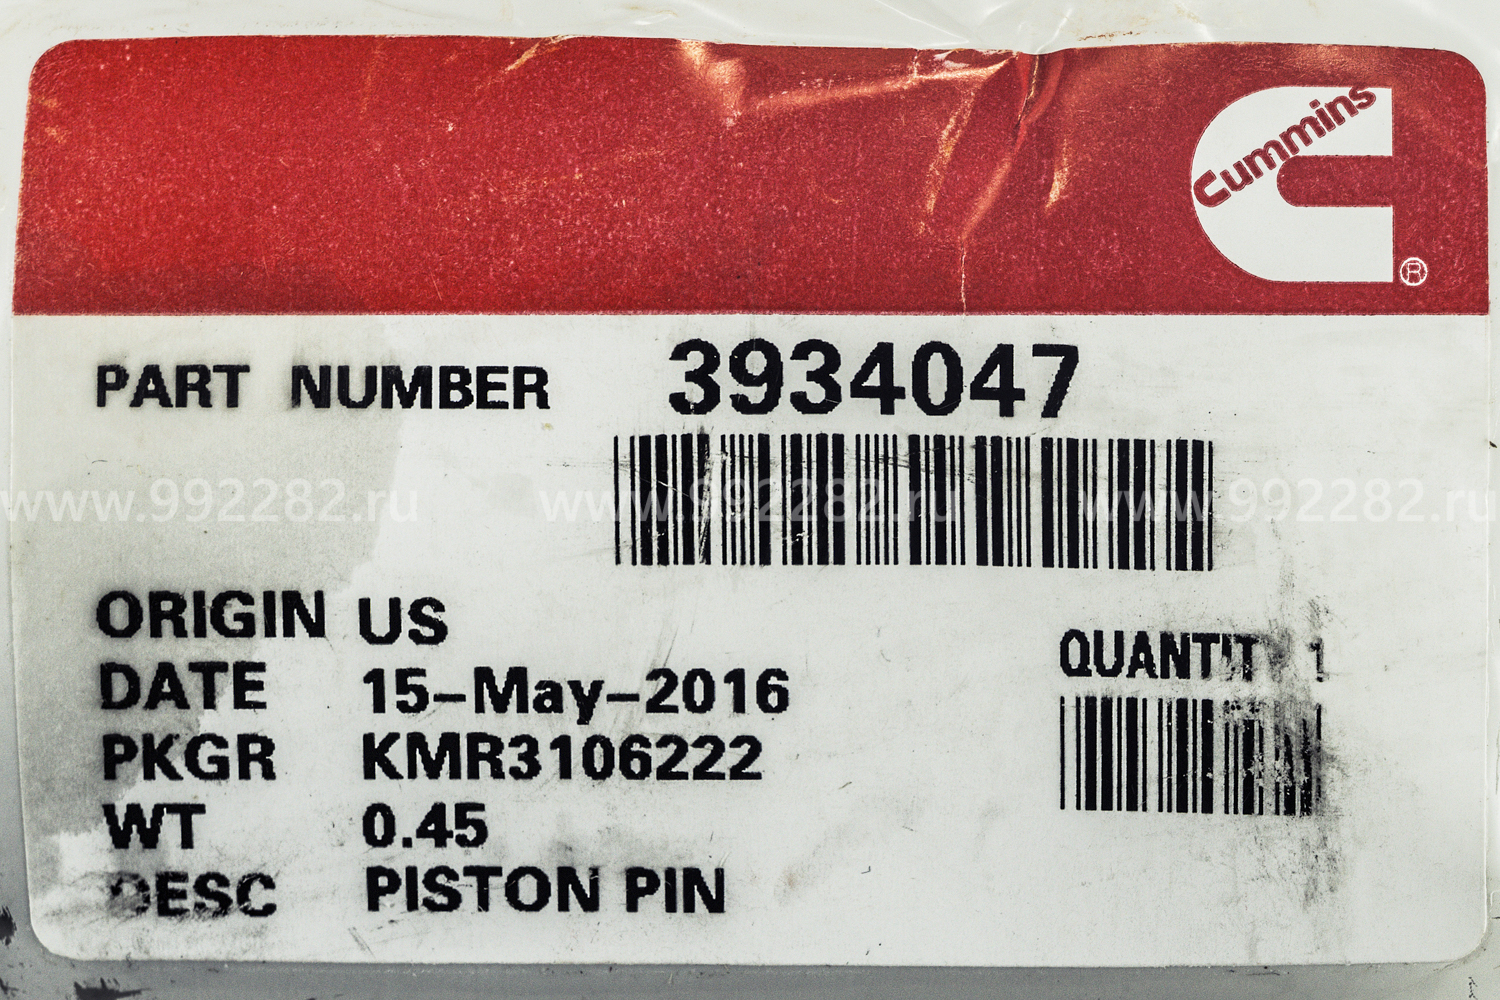 Cummins
®
PART NUMBER 3934047
www.992282.ru www.992282.ru www.992282.ru
ORIGIN US
QUANTITY 1
DATE 15-May-2016
PKGR KMR3106222
WT 0.45
DESC PISTON PIN